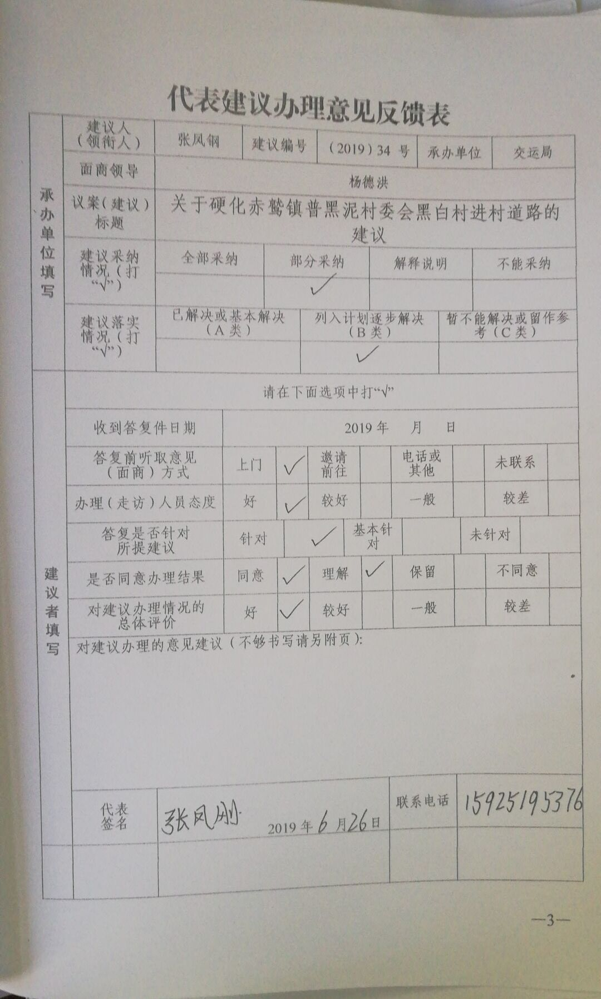 代表建议办理意见反馈表
承办单位填写
建议人
（领衔人）
张凤钢
建议编号
（2019）34 号
承办单位
交运局
面商领导
杨德洪
议案（建议）
标题
关于硬化赤鹫镇普黑泥村委会黑白村进村道路的
建议
建议采纳
情况（打
“√”）
全部采纳
部分采纳
解释说明
不能采纳
✓
建议落实
情况（打
“√”）
已解决或基本解决
（A 类）
列入计划逐步解决
（B 类）
暂不能解决或留作参
考（C 类）
✓
建议者填写
请在下面选项中打“√”
收到答复件日期
2019 年 月 日
答复前听取意见
（面商）方式
上门 ✓
邀请
前往
电话或
其他
未联系
办理（走访）人员态度 好 ✓ 较好 一般 较差
答复是否针对
所提建议
针对 ✓
基本针
对
未针对
是否同意办理结果 同意 ✓ 理解 ✓ 保留 不同意
对建议办理情况的
总体评价
好 ✓ 较好 一般 较差
对建议办理的意见建议（不够书写请另附页）：
代表
签名
张凤刚
2019 年 6 月 26 日
联系电话
15925195376
—3—